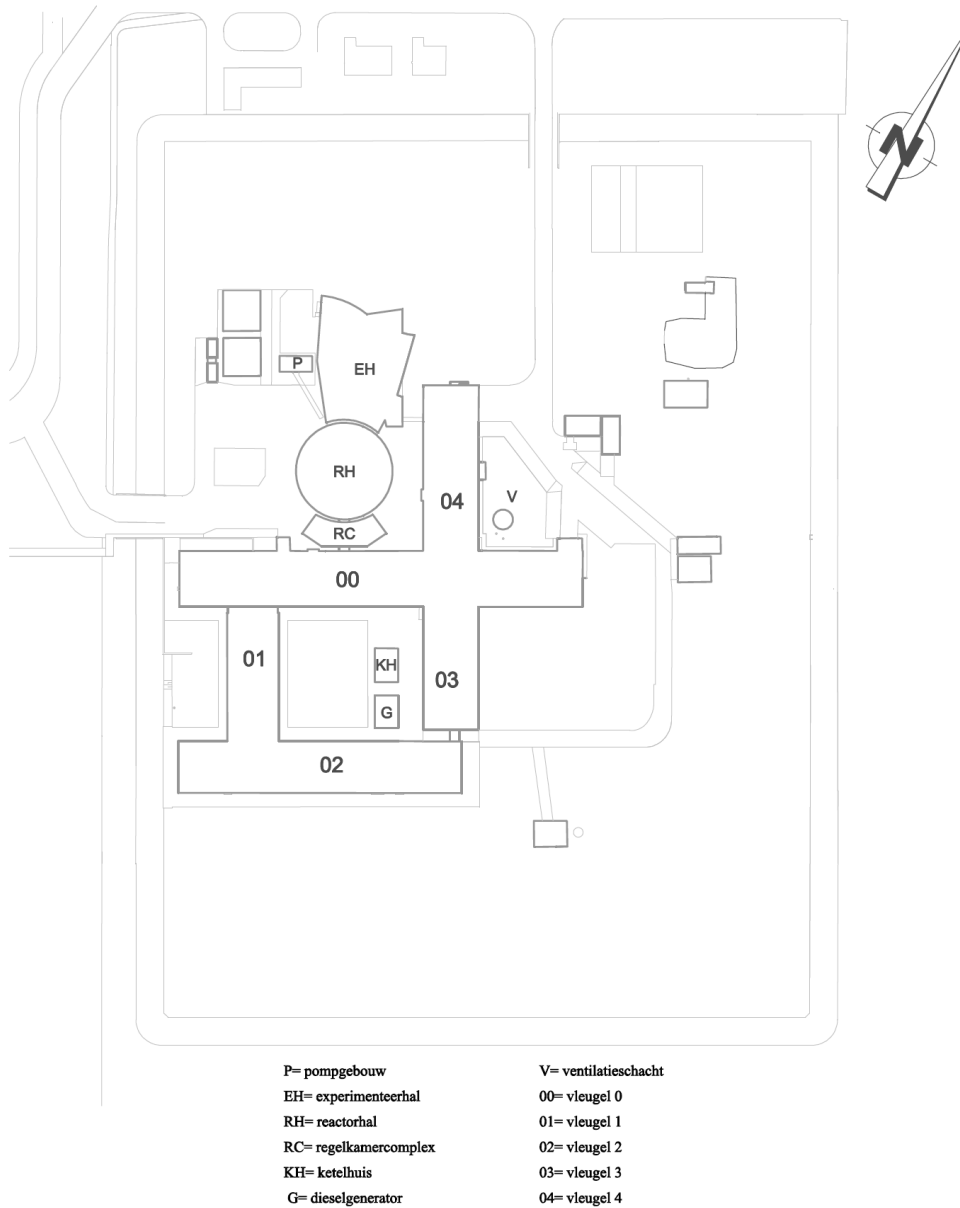 N
P
EH
RH
04
V
RC
00
01
KH
03
G
02
P= pompgebouw
EH= experimenteerhal
RH= reactorhal
RC= regelkamercomplex
KH= ketelhuis
G= dieselgenerator
V= ventilatieschacht
00= vleugel 0
01= vleugel 1
02= vleugel 2
03= vleugel 3
04= vleugel 4